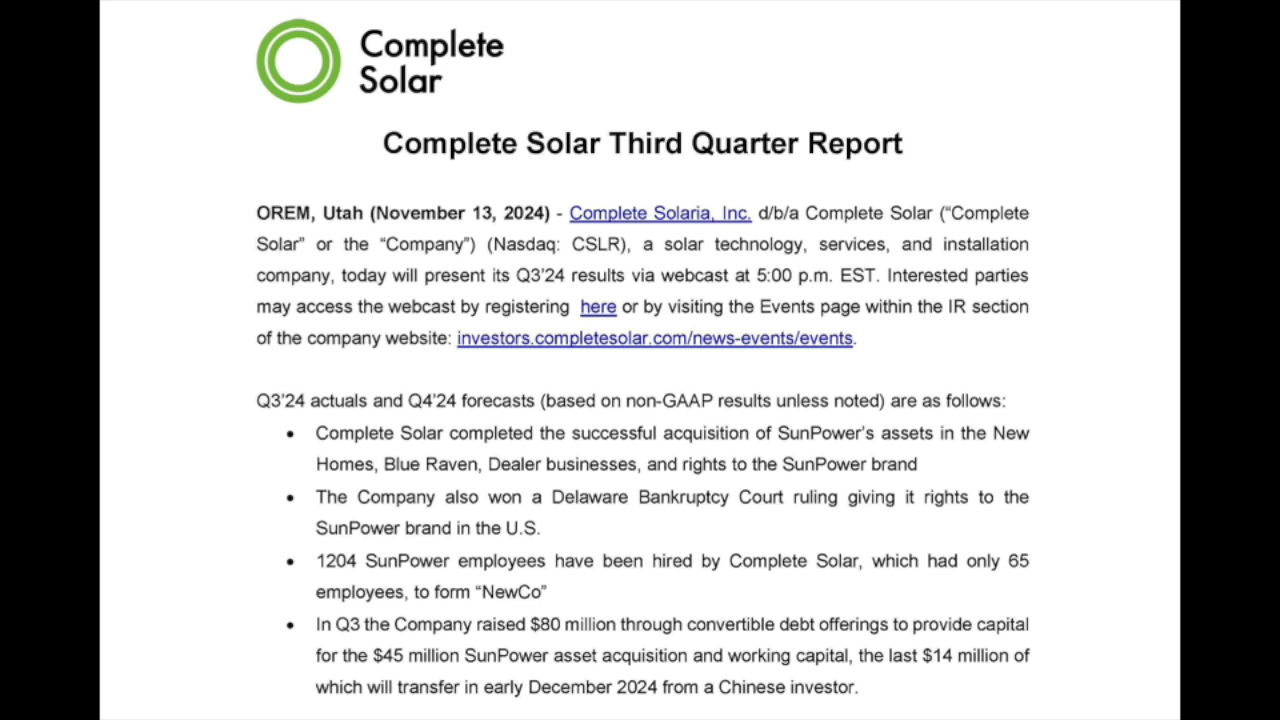 Complete
Solar
Complete Solar Third Quarter Report
OREM, Utah (November 13, 2024) - Complete Solaria, Inc. d/b/a Complete Solar (“Complete
Solar” or the “Company”) (Nasdaq: CSLR), a solar technology, services, and installation
company, today will present its Q3’24 results via webcast at 5:00 p.m. EST. Interested parties
may access the webcast by registering here or by visiting the Events page within the IR section
of the company website: investors.completesolar.com/news-events/events.
Q3’24 actuals and Q4’24 forecasts (based on non-GAAP results unless noted) are as follows:
• Complete Solar completed the successful acquisition of SunPower’s assets in the New
Homes, Blue Raven, Dealer businesses, and rights to the SunPower brand
• The Company also won a Delaware Bankruptcy Court ruling giving it rights to the
SunPower brand in the U.S.
• 1204 SunPower employees have been hired by Complete Solar, which had only 65
employees, to form “NewCo”
• In Q3 the Company raised $80 million through convertible debt offerings to provide capital
for the $45 million SunPower asset acquisition and working capital, the last $14 million of
which will transfer in early December 2024 from a Chinese investor.